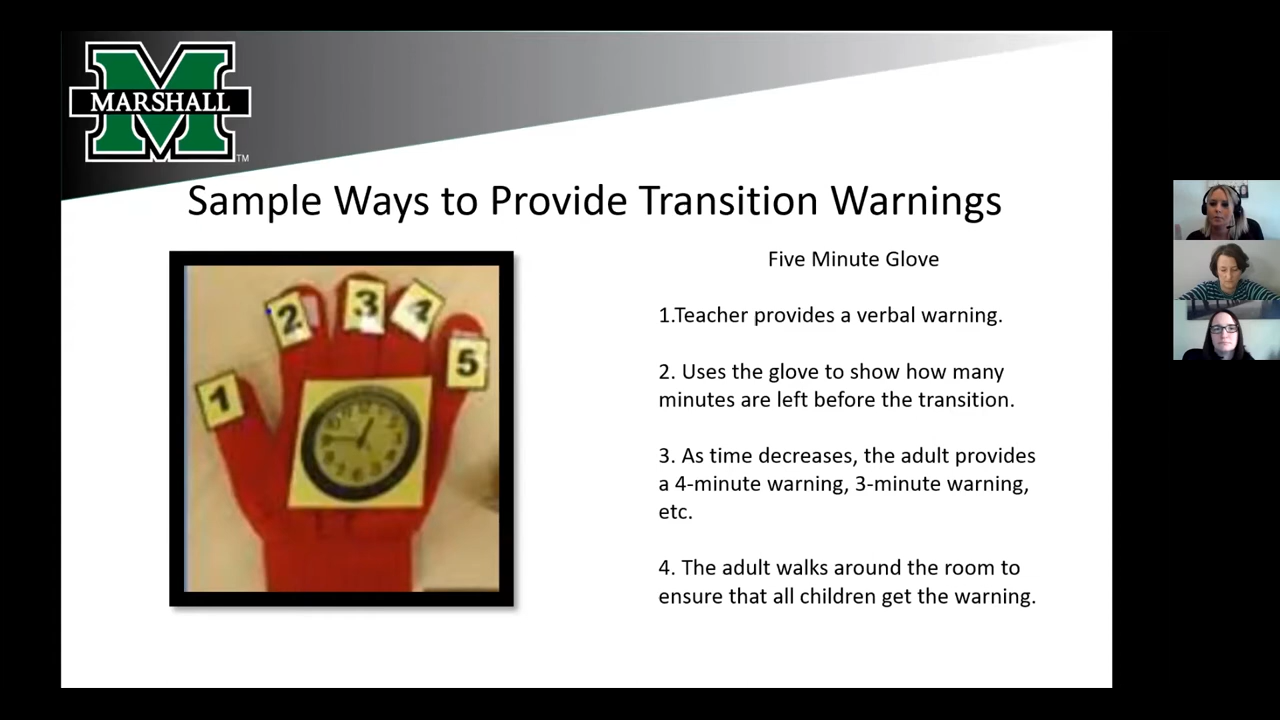 MARSHALL
TM
Sample Ways to Provide Transition Warnings
Five Minute Glove
1.Teacher provides a verbal warning.
2. Uses the glove to show how many
minutes are left before the transition.
3. As time decreases, the adult provides
a 4-minute warning, 3-minute warning,
etc.
4. The adult walks around the room to
ensure that all children get the warning.
1
2
3
4
5